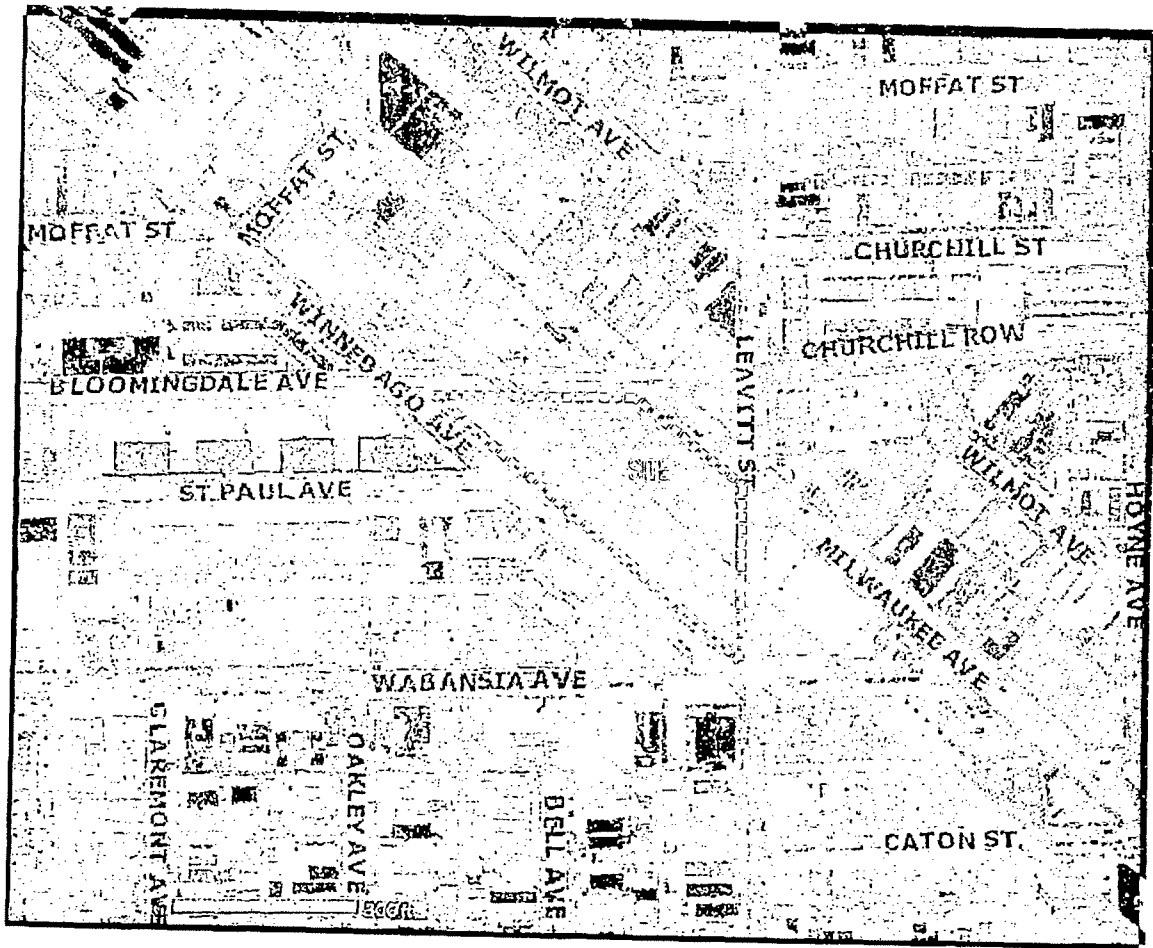 WILMOT AVE
MOFFAT ST
MOFFAT ST
MOFFAT ST
CHURCHILL ST
WINNEBAGO AVE
CHURCHILL ROW
BLOOMINGDALE AVE
LEAVITT ST
SITE
ST.PAUL AVE
WILMOT AVE
HOYNE AVE
MILWAUKEE AVE
WABANSIA AVE
CLAREMONT AVE
OAKLEY AVE
BELL AVE
CATON ST.